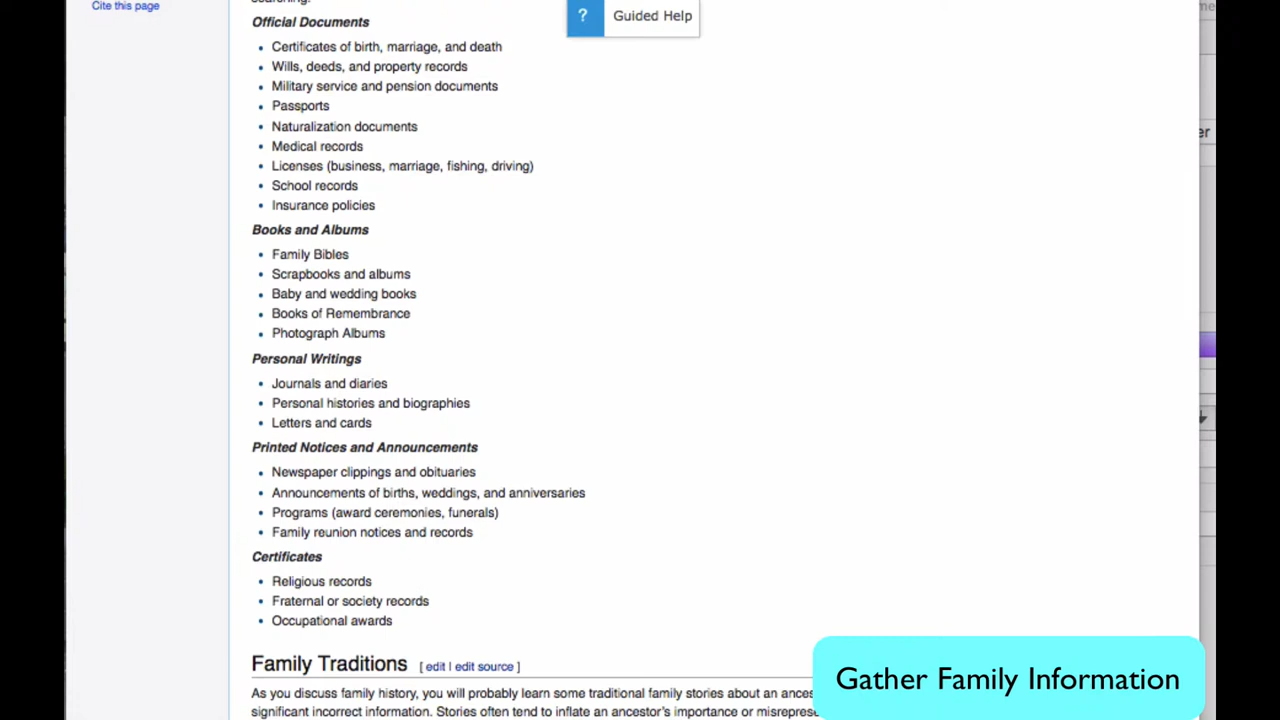 Cite this page
Guided Help
Official Documents
Certificates of birth, marriage, and death
Wills, deeds, and property records
Military service and pension documents
Passports
Naturalization documents
Medical records
Licenses (business, marriage, fishing, driving)
School records
Insurance policies
Books and Albums
Family Bibles
Scrapbooks and albums
Baby and wedding books
Books of Remembrance
Photograph Albums
Personal Writings
Journals and diaries
Personal histories and biographies
Letters and cards
Printed Notices and Announcements
Newspaper clippings and obituaries
Announcements of births, weddings, and anniversaries
Programs (award ceremonies, funerals)
Family reunion notices and records
Certificates
Religious records
Fraternal or society records
Occupational awards
Family Traditions [ edit | edit source ]
As you discuss family history, you will probably learn some traditional family stories about an
significant incorrect information. Stories often tend to inflate an ancestor's importance or
Gather Family Information